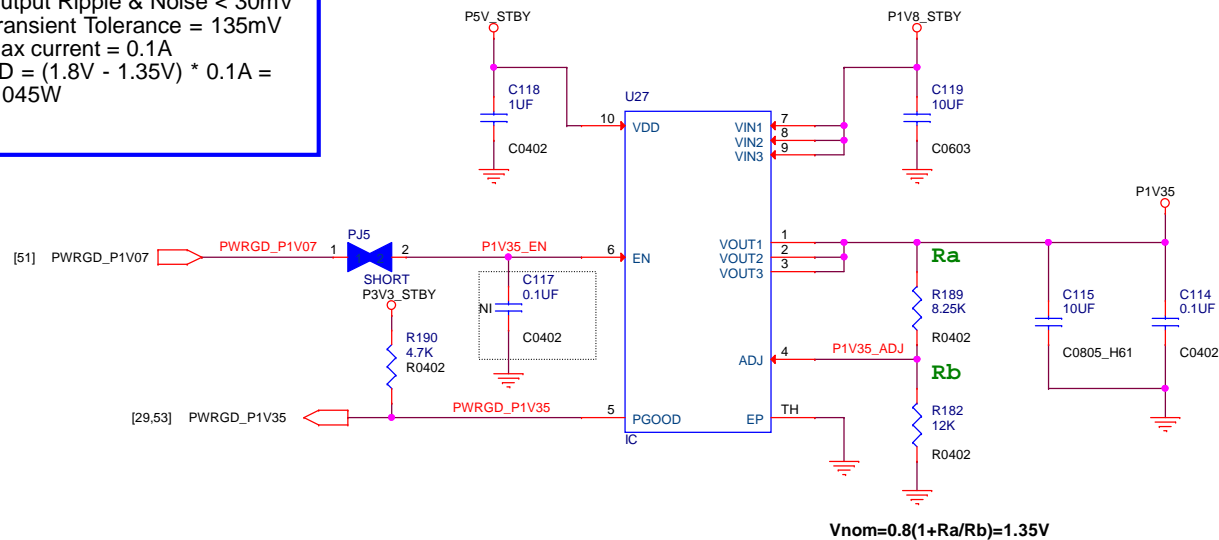 utput Ripple & Noise < 30mV
ransient Tolerance = 135mV
ax current = 0.1A
D = (1.8V - 1.35V) * 0.1A =
045W
P5V_STBY
P1V8_STBY
C118
1UF
C0402
U27
C119
10UF
C0603
10
VDD
VIN1
7
VIN2
8
VIN3
9
P1V35
[51]
PWRGD_P1V07
PWRGD_P1V07
1
PJ5
1 2
2
SHORT
P1V35_EN
6
EN
VOUT1
1
VOUT2
2
VOUT3
3
Ra
P3V3_STBY
NI
C117
0.1UF
C0402
R189
8.25K
R0402
C115
10UF
C0805_H61
C114
0.1UF
C0402
R190
4.7K
R0402
ADJ
4
P1V35_ADJ
Rb
[29,53]
PWRGD_P1V35
PWRGD_P1V35
5
PGOOD
EP
TH
IC
R182
12K
R0402
Vnom=0.8(1+Ra/Rb)=1.35V